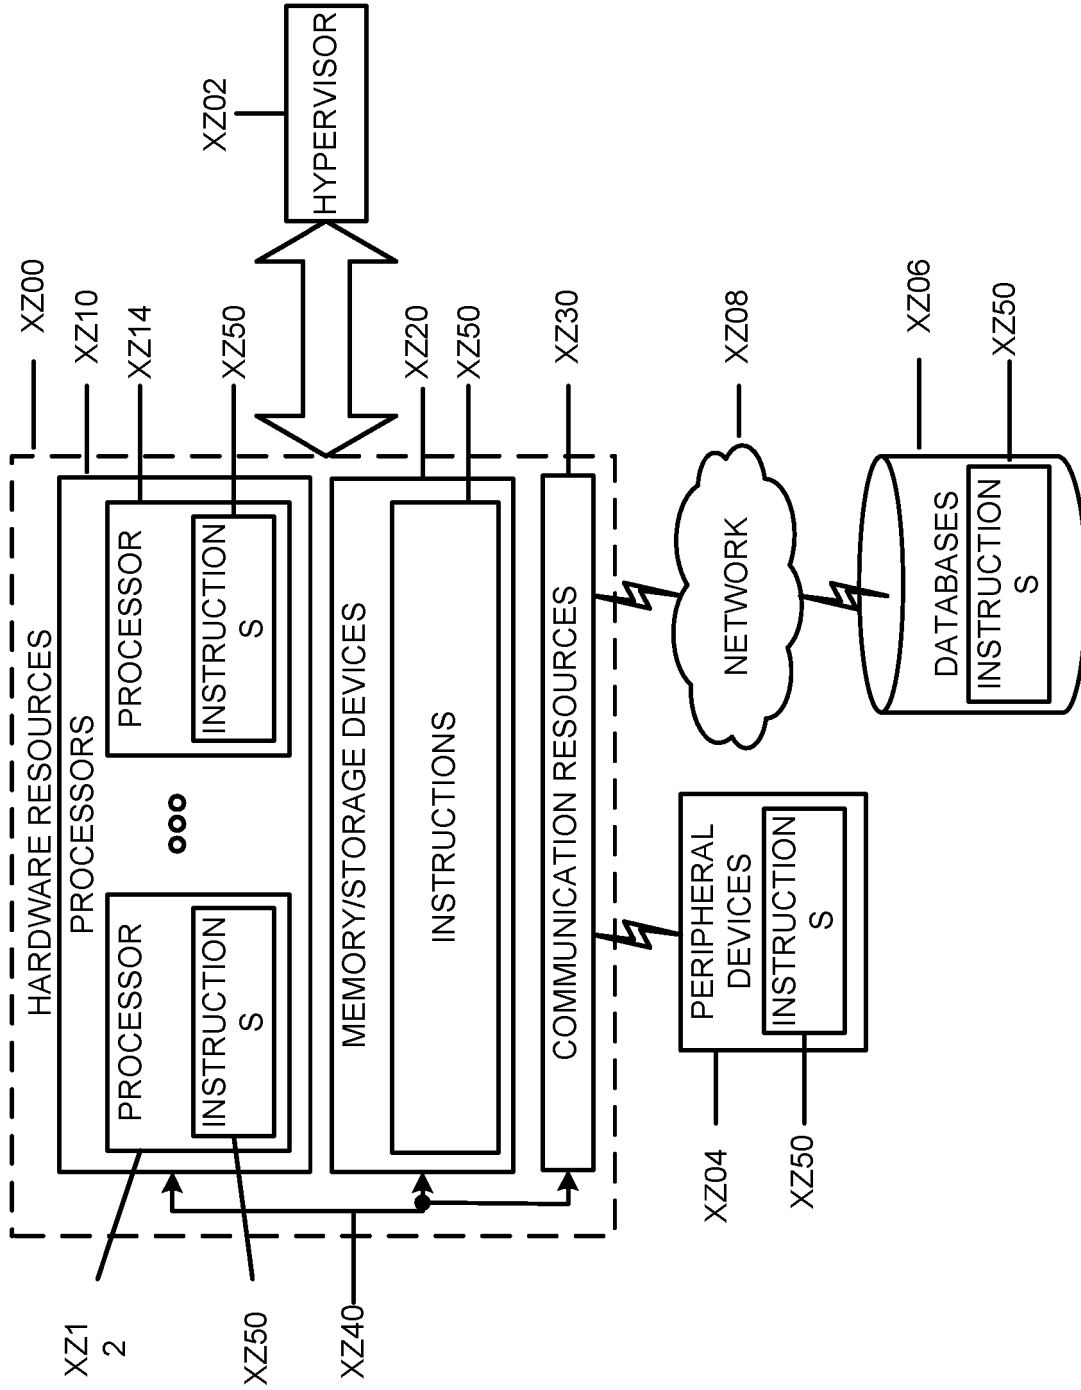 XZ02
HYPERVISOR
XZ00
XZ10
XZ14
XZ50
XZ20
XZ50
XZ30
XZ08
XZ06
XZ50
HARDWARE RESOURCES
PROCESSORS
PROCESSOR
INSTRUCTION
S
PROCESSOR
INSTRUCTION
S
MEMORY/STORAGE DEVICES
INSTRUCTIONS
COMMUNICATION RESOURCES
PERIPHERAL
DEVICES
INSTRUCTION
S
NETWORK
DATABASES
INSTRUCTION
S
XZ1
2
XZ50
XZ40
XZ04
XZ50